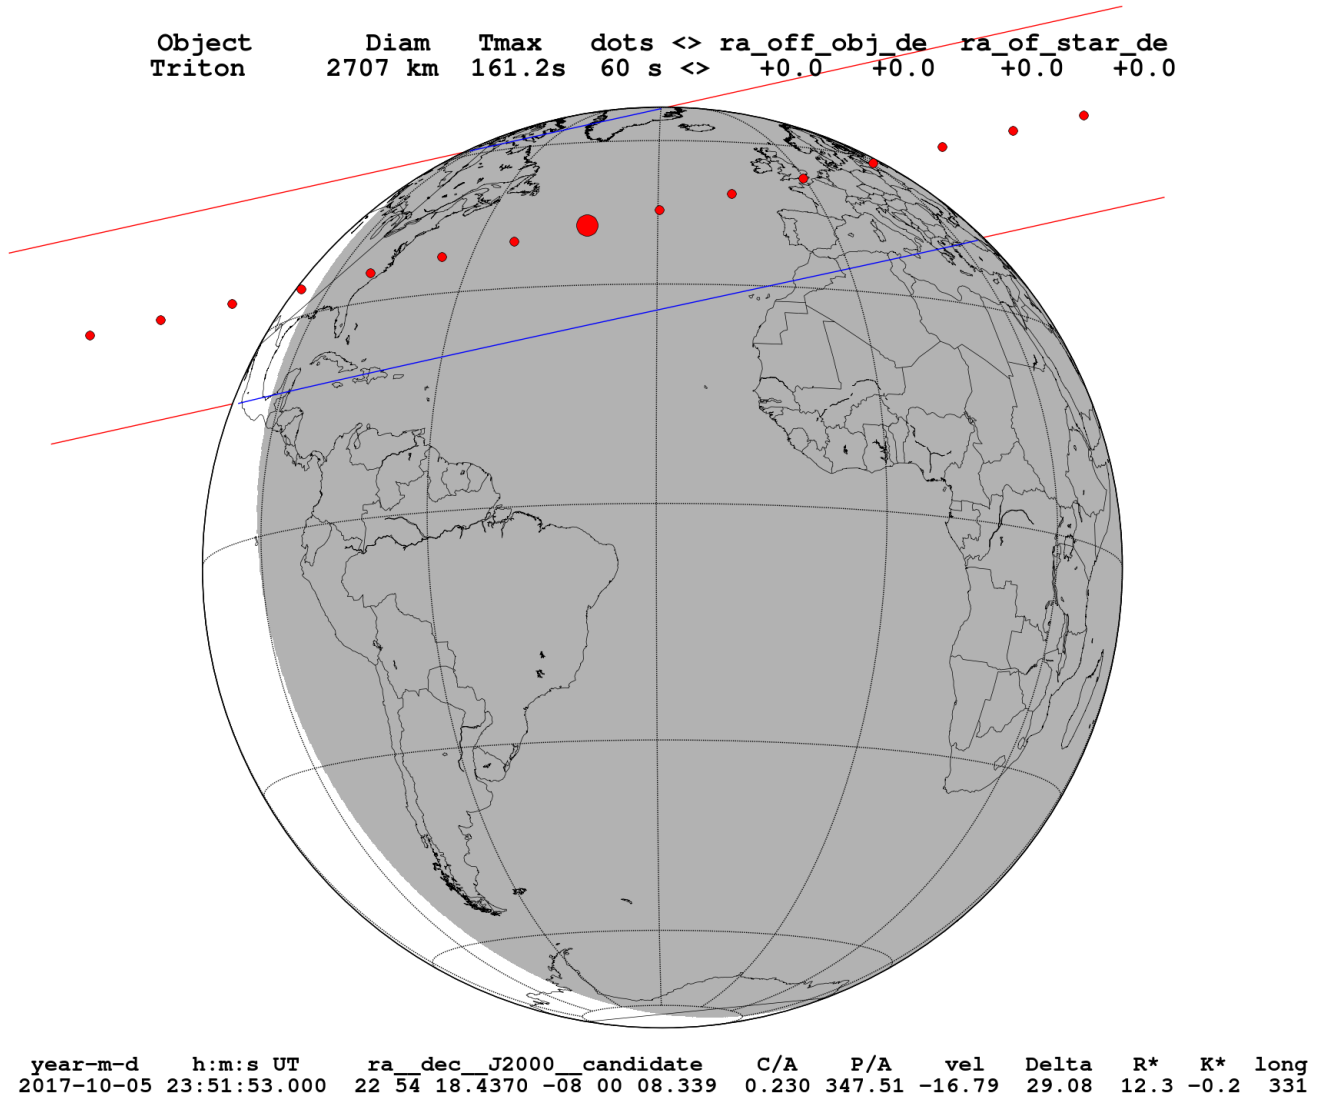 Object Diam Tmax dots <> ra_off_obj_de ra_of_star_de
Triton 2707 km 161.2s 60 s <> +0.0 +0.0 +0.0 +0.0
year-m-d h:m:s UT ra__dec__J2000__candidate C/A P/A vel Delta R* K* long
2017-10-05 23:51:53.000 22 54 18.4370 -08 00 08.339 0.230 347.51 -16.79 29.08 12.3 -0.2 331